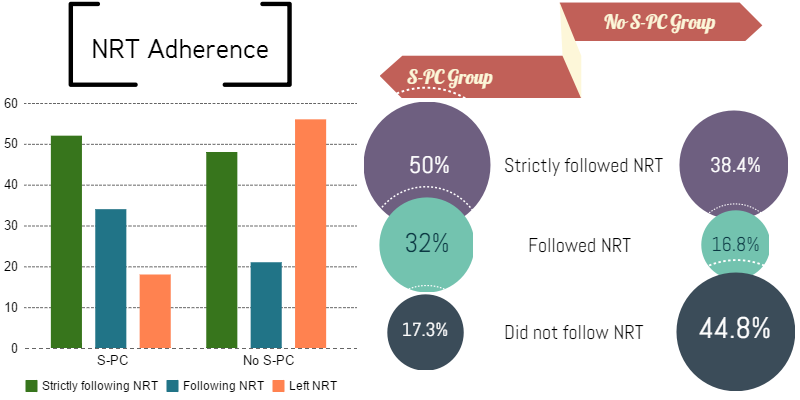 NRT Adherence
No S-PC Group
S-PC Group
60
50
40
30
20
10
0
S-PC
No S-PC
Strictly following NRT
Following NRT
Left NRT
50%
Strictly followed NRT
38.4%
32%
Followed NRT
16.8%
17.3%
Did not follow NRT
44.8%